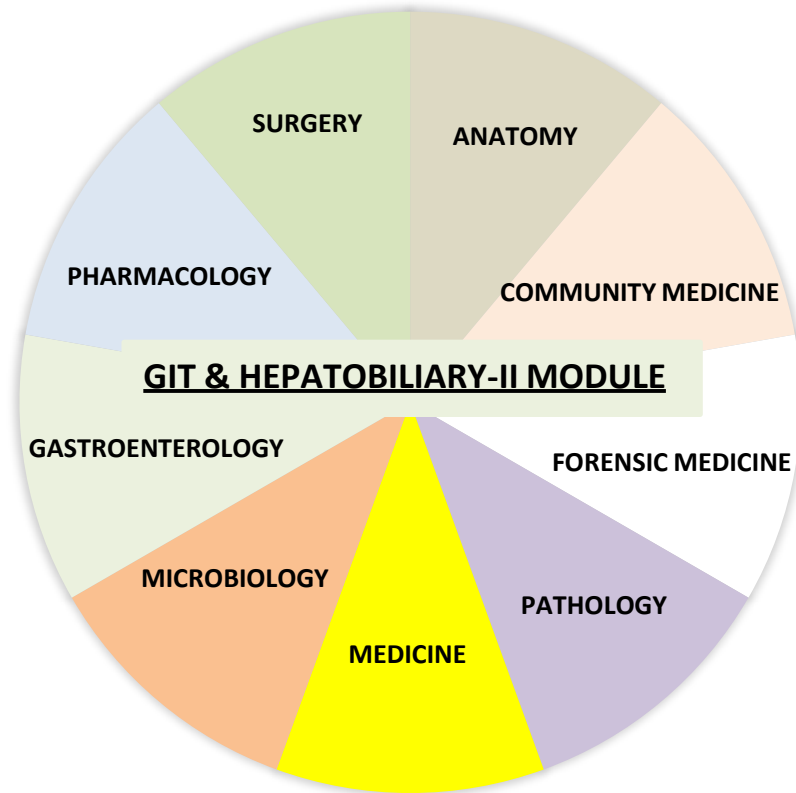 SURGERY
ANATOMY
PHARMACOLOGY
COMMUNITY MEDICINE
GIT & HEPATOBILIARY-II MODULE
GASTROENTEROLOGY
FORENSIC MEDICINE
MICROBIOLOGY
PATHOLOGY
MEDICINE